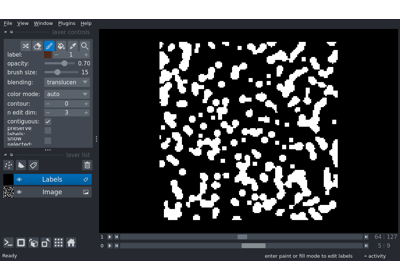 File View Window Plugins Help
layer controls
label: 1
opacity: 0.70
brush size: 15
blending: translucen
color mode: auto
contour: 0
n edit dim: 3
contiguous:
preserve labels:
show selected:
layer list
Labels
Image
1 64 127
0 5 9
Ready enter paint or fill mode to edit labels activity